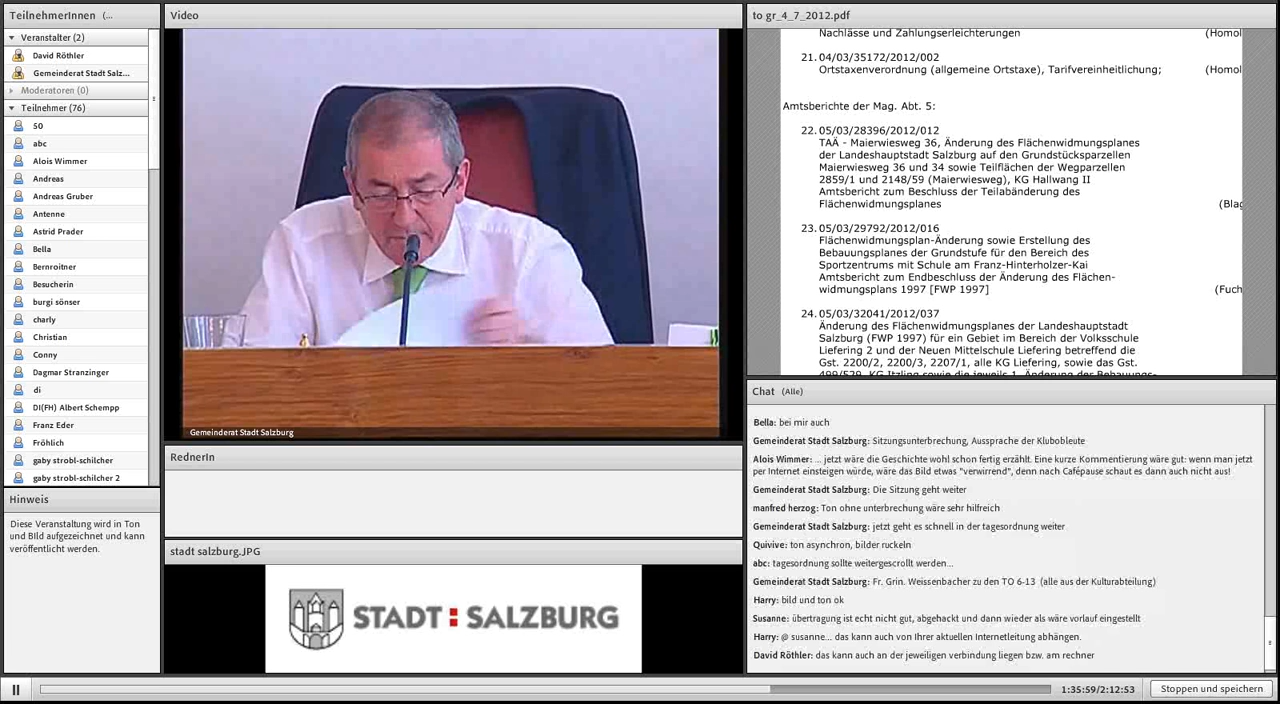 TeilnehmerInnen (...
Veranstalter (2)
David Röthler
Gemeinderat Stadt Salz...
Moderatoren (0)
Teilnehmer (76)
50
abc
Alois Wimmer
Andreas
Andreas Gruber
Antenne
Astrid Prader
Bella
Bernroitner
Besucherin
burgi sönser
charly
Christian
Conny
Dagmar Stranzinger
di
DI(FH) Albert Schempp
Franz Eder
Fröhlich
gaby strobl-schilcher
gaby strobl-schilcher 2
Hinweis
Diese Veranstaltung wird in Ton
und BIld aufgezeichnet und kann
veröffentlicht werden.
Video
Gemeinderat Stadt Salzburg
RednerIn
stadt salzburg.JPG
STADT : SALZBURG
to gr_4_7_2012.pdf
Nachlässe und Zahlungserleichterungen (Homol
21. 04/03/35172/2012/002
Ortstaxenverordnung (allgemeine Ortstaxe), Tarifvereinheitlichung; (Homol
Amtsberichte der Mag. Abt. 5:
22. 05/03/28396/2012/012
TAÄ - Maierwiesweg 36, Änderung des Flächenwidmungsplanes
der Landeshauptstadt Salzburg auf den Grundstücksparzellen
Maierwiesweg 36 und 34 sowie Teilflächen der Wegparzellen
2859/1 und 2148/59 (Maierwiesweg), KG Hallwang II
Amtsbericht zum Beschluss der Teilabänderung des
Flächenwidmungsplanes (Blag
23. 05/03/29792/2012/016
Flächenwidmungsplan-Änderung sowie Erstellung des
Bebauungsplanes der Grundstufe für den Bereich des
Sportzentrums mit Schule am Franz-Hinterholzer-Kai
Amtsbericht zum Endbeschluss der Änderung des Flächen-
widmungsplans 1997 [FWP 1997] (Fuch
24. 05/03/32041/2012/037
Änderung des Flächenwidmungsplanes der Landeshauptstadt
Salzburg (FWP 1997) für ein Gebiet im Bereich der Volksschule
Liefering 2 und der Neuen Mittelschule Liefering betreffend die
Gst. 2200/2, 2200/3, 2207/1, alle KG Liefering, sowie das Gst.
499/529, KG Itzling sowie die jeweils 1. Änderung der Bebauungs-
Chat (Alle)
Bella: bei mir auch
Gemeinderat Stadt Salzburg: Sitzungsunterbrechung, Aussprache der Klubobleute
Alois Wimmer: ... jetzt wäre die Geschichte wohl schon fertig erzählt. Eine kurze Kommentierung wäre gut: wenn man jetzt
per Internet einsteigen würde, wäre das Bild etwas "verwirrend", denn nach Cafépause schaut es dann auch nicht aus!
Gemeinderat Stadt Salzburg: Die Sitzung geht weiter
manfred herzog: Ton ohne unterbrechung wäre sehr hilfreich
Gemeinderat Stadt Salzburg: jetzt geht es schnell in der tagesordnung weiter
Quivive: ton asynchron, bilder ruckeln
abc: tagesordnung sollte weitergescrollt werden...
Gemeinderat Stadt Salzburg: Fr. Grin. Weissenbacher zu den TO 6-13 (alle aus der Kulturabteilung)
Harry: bild und ton ok
Susanne: übertragung ist echt nicht gut, abgehackt und dann wieder als wäre vorlauf eingestellt
Harry: @ susanne... das kann auch von Ihrer aktuellen Internetleitung abhängen.
David Röthler: das kann auch an der jeweiligen verbindung liegen bzw. am rechner
1:35:59/2:12:53
Stoppen und speichern